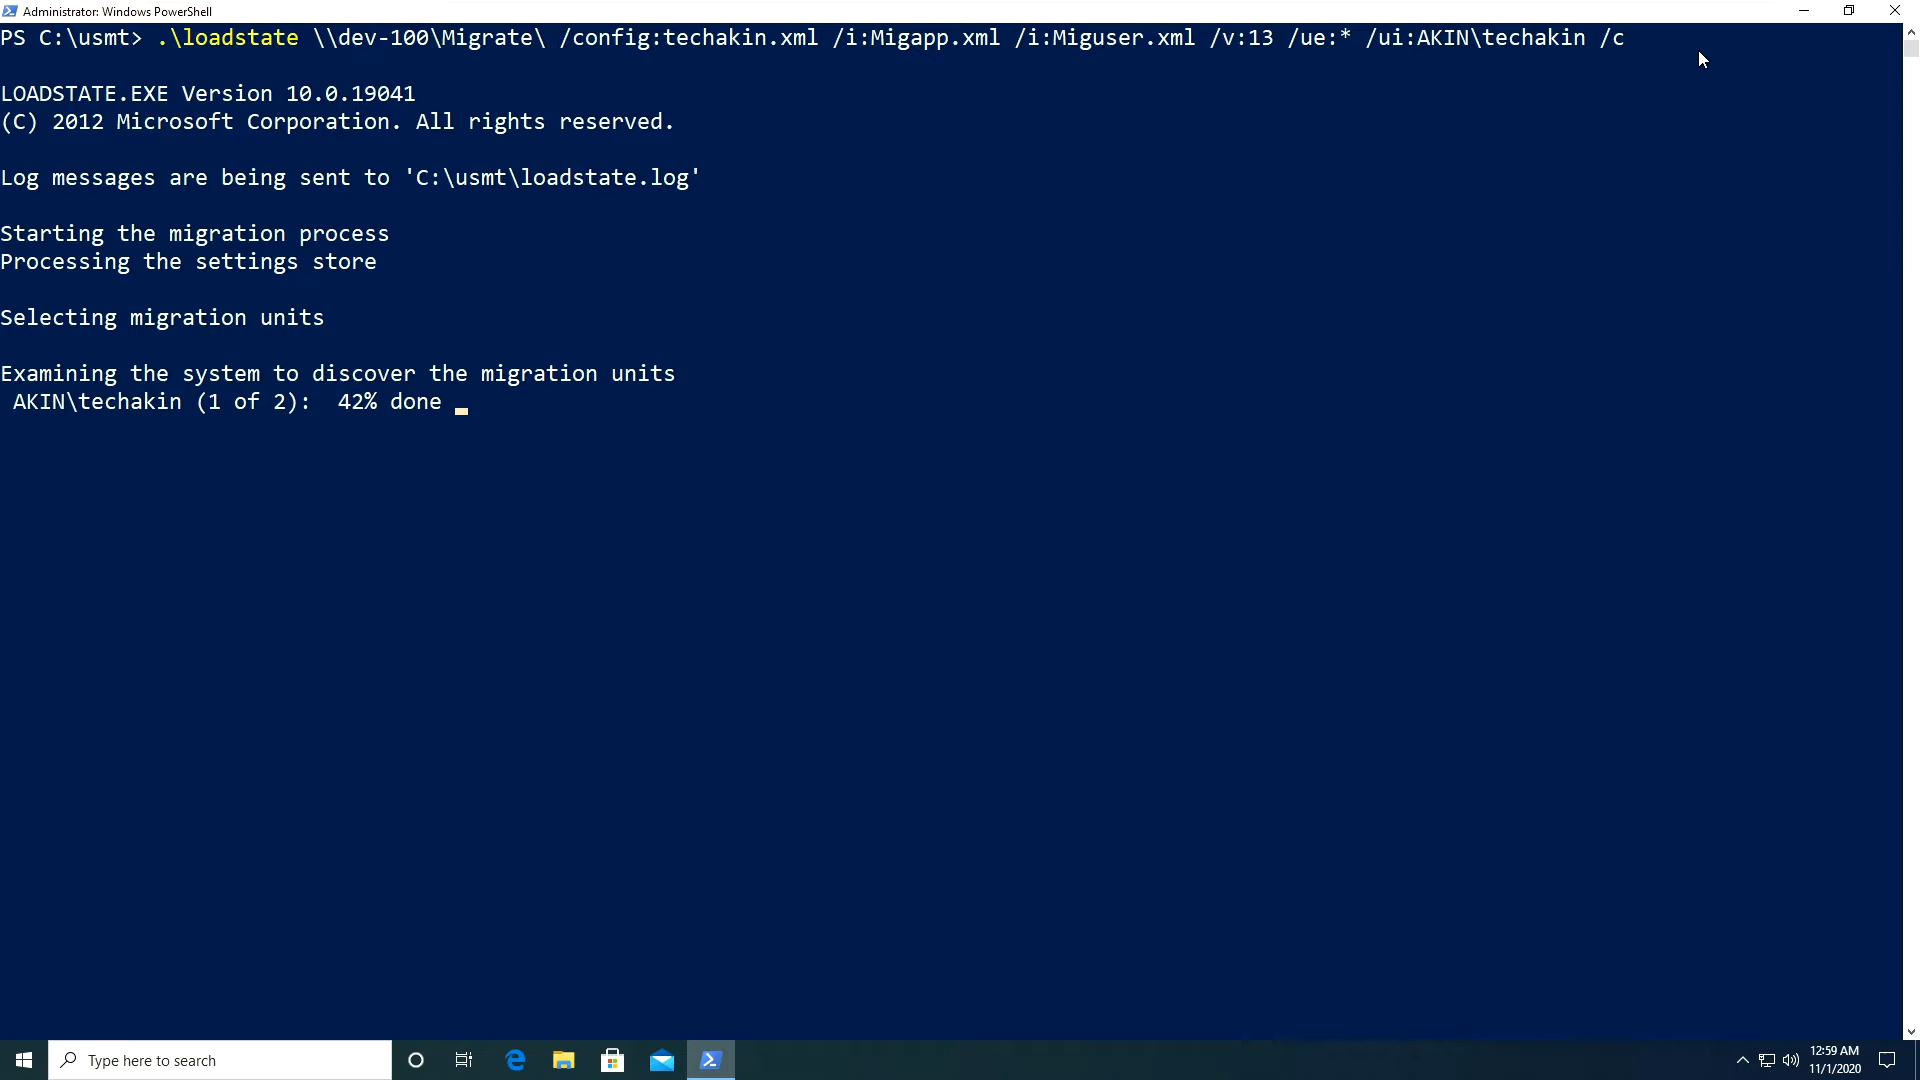 Administrator: Windows PowerShell
PS C:\usmt> .\loadstate \\dev-100\Migrate\ /config:techakin.xml /i:Migapp.xml /i:Miguser.xml /v:13 /ue:* /ui:AKIN\techakin /c
LOADSTATE.EXE Version 10.0.19041
(C) 2012 Microsoft Corporation. All rights reserved.
Log messages are being sent to 'C:\usmt\loadstate.log'
Starting the migration process
Processing the settings store
Selecting migration units
Examining the system to discover the migration units
AKIN\techakin (1 of 2):  42% done
Type here to search
12:59 AM
11/1/2020